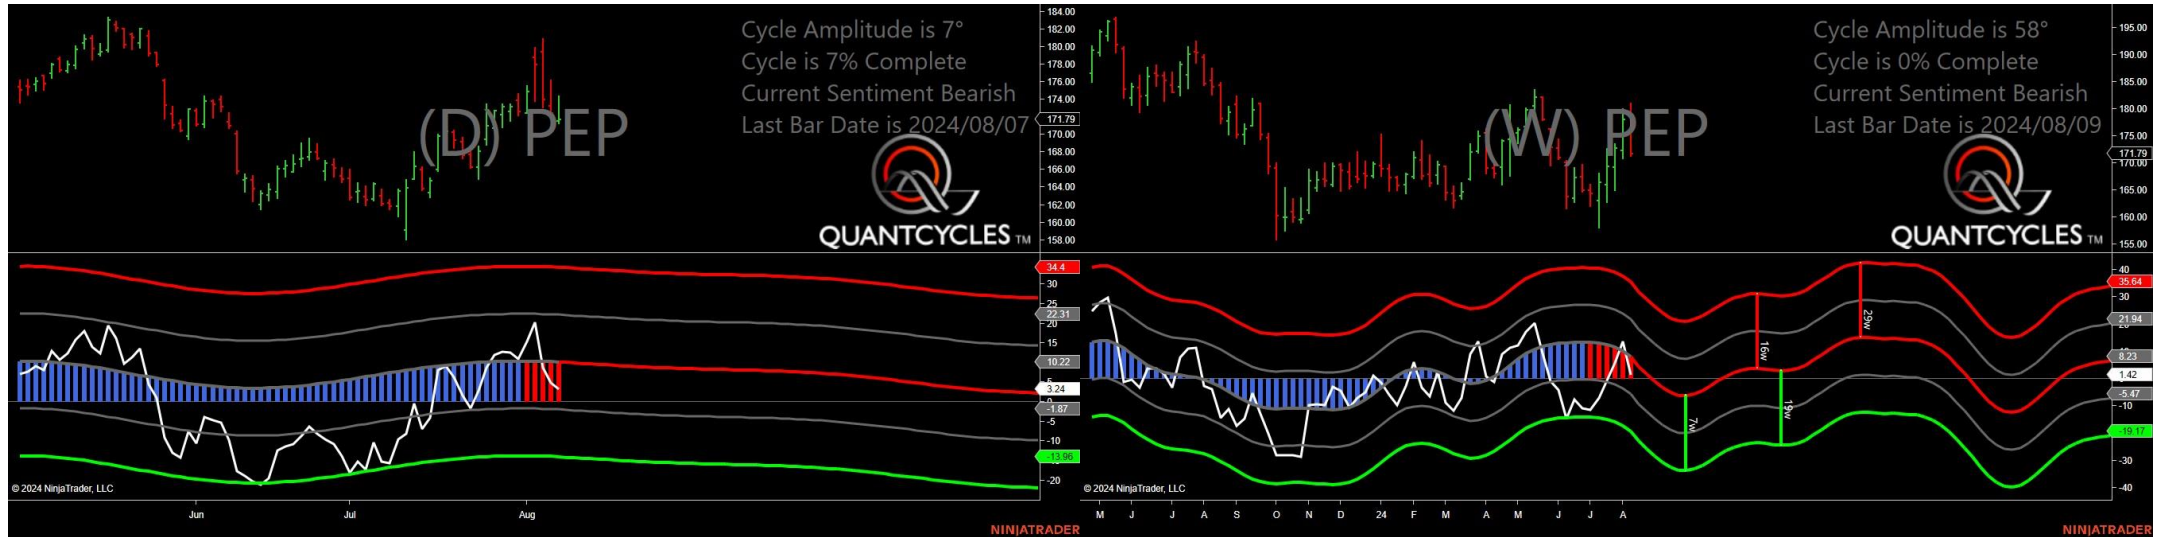 Cycle Amplitude is 7°
Cycle is 7% Complete
Current Sentiment Bearish
Last Bar Date is 2024/08/07
(D) PEP
QUANTCYCLES TM
184.00
182.00
180.00
178.00
176.00
174.00
171.79
170.00
168.00
166.00
164.00
162.00
160.00
158.00
34.4
30
25
22.31
20
15
10.22
3.24
-1.87
-5
-10
-13.96
-20
© 2024 NinjaTrader, LLC
Jun Jul Aug
NINJATRADER
Cycle Amplitude is 58°
Cycle is 0% Complete
Current Sentiment Bearish
Last Bar Date is 2024/08/09
(W) PEP
QUANTCYCLES TM
195.00
190.00
185.00
180.00
175.00
171.79
170.00
165.00
160.00
155.00
40
35.64
30
21.94
8.23
1.42
-5.47
-10
-19.17
-30
-40
7w
16w
19w
29w
© 2024 NinjaTrader, LLC
M J J A S O N D 24 F M A M J J A
NINJATRADER